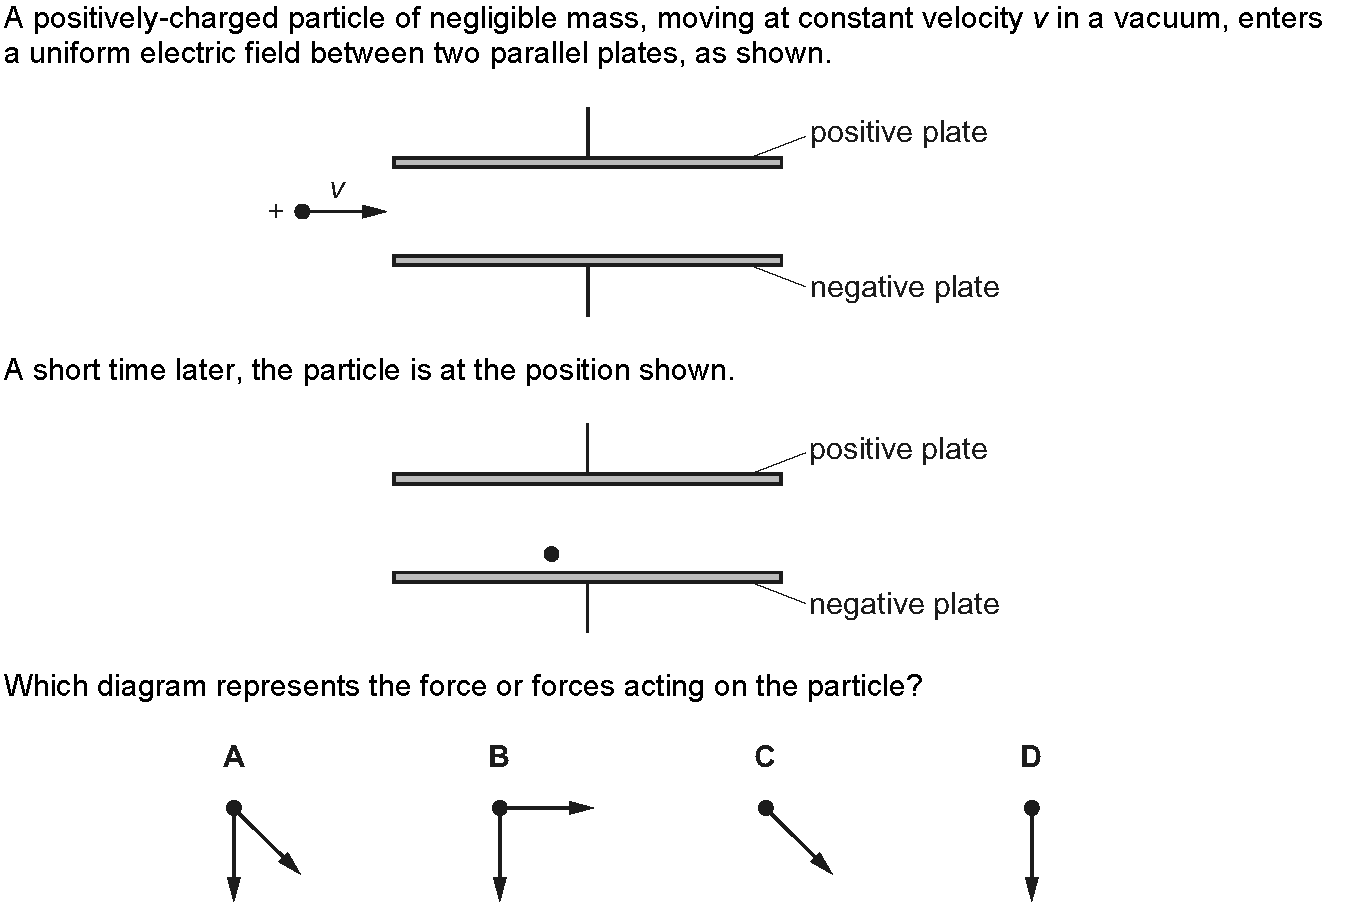 A positively-charged particle of negligible mass, moving at constant velocity v in a vacuum, enters
a uniform electric field between two parallel plates, as shown.
positive plate
v
+
negative plate
A short time later, the particle is at the position shown.
positive plate
negative plate
Which diagram represents the force or forces acting on the particle?
A B C D